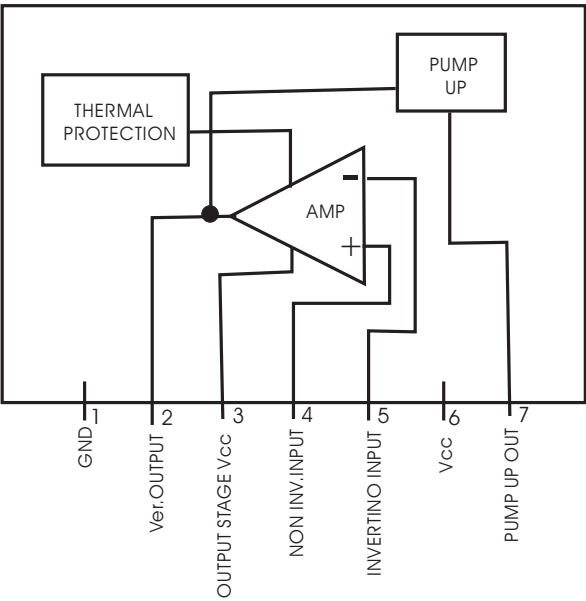 PUMP
UP
THERMAL
PROTECTION
-
AMP
+
1
2
3
4
5
6
7
GND
Ver.OUTPUT
OUTPUT STAGE Vcc
NON INV.INPUT
INVERTINO INPUT
Vcc
PUMP UP OUT